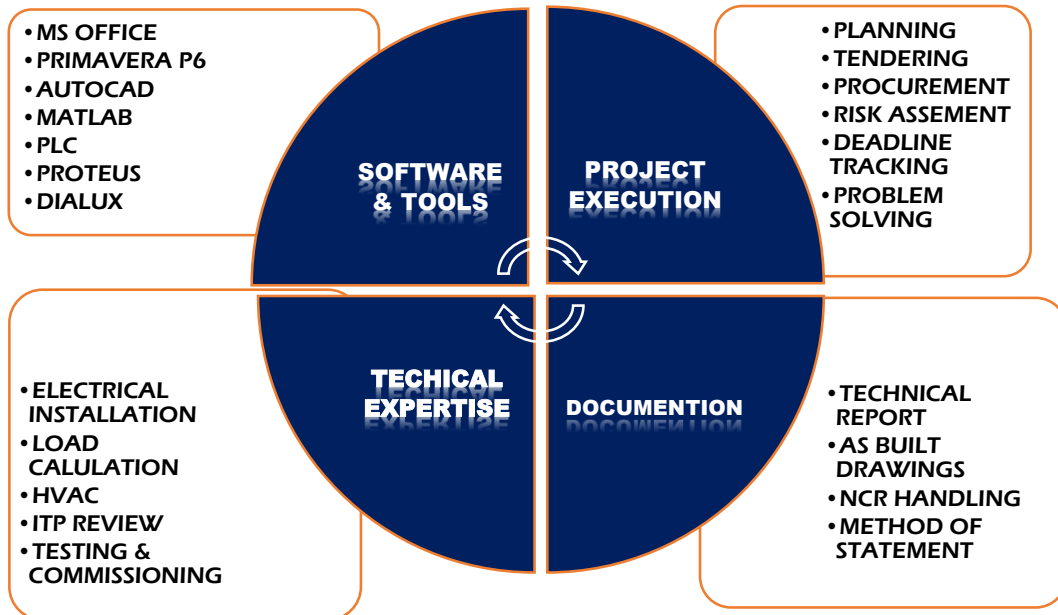 • MS OFFICE
• PRIMAVERA P6
• AUTOCAD
• MATLAB
• PLC
• PROTEUS
• DIALUX
SOFTWARE
& TOOLS
PROJECT
EXECUTION
• PLANNING
• TENDERING
• PROCUREMENT
• RISK ASSEMENT
• DEADLINE
TRACKING
• PROBLEM
SOLVING
• ELECTRICAL
INSTALLATION
• LOAD
CALULATION
• HVAC
• ITP REVIEW
• TESTING &
COMMISSIONING
TECHICAL
EXPERTISE
DOCUMENTION
• TECHNICAL
REPORT
• AS BUILT
DRAWINGS
• NCR HANDLING
• METHOD OF
STATEMENT